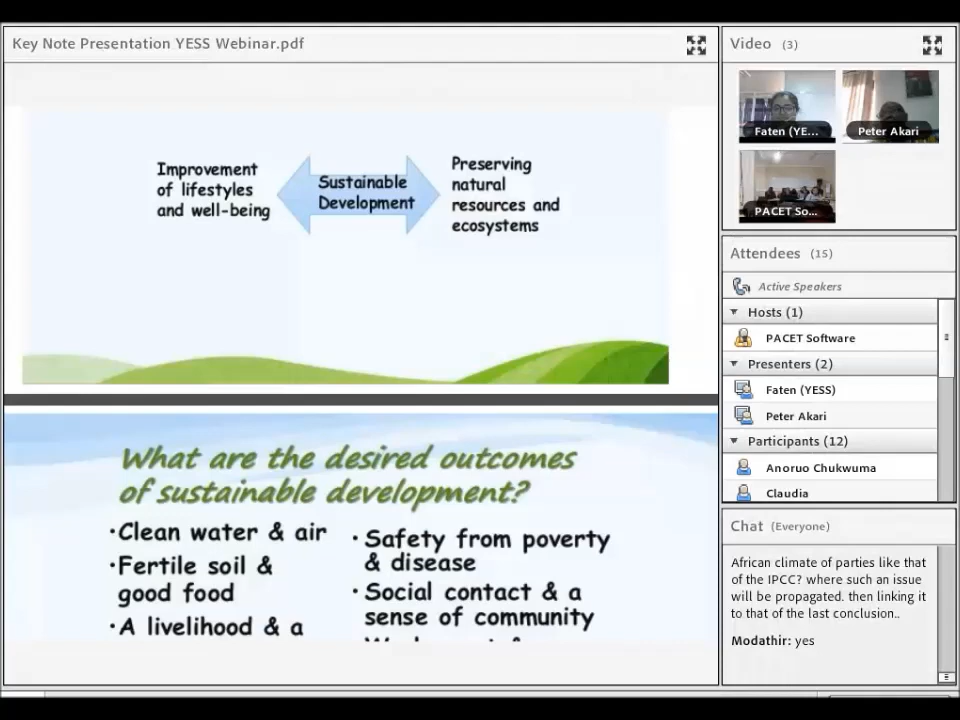 Key Note Presentation YESS Webinar.pdf
Improvement
of lifestyles
and well-being
Sustainable
Development
Preserving
natural
resources and
ecosystems
What are the desired outcomes
of sustainable development?
·Clean water & air
·Fertile soil &
good food
·A livelihood & a
· Safety from poverty
& disease
· Social contact & a
sense of community
Video (3)
Faten (YE...
Peter Akari
PACET So...
Attendees (15)
Active Speakers
Hosts (1)
PACET Software
Presenters (2)
Faten (YESS)
Peter Akari
Participants (12)
Anoruo Chukwuma
Claudia
Chat (Everyone)
African climate of parties like that
of the IPCC? where such an issue
will be propagated. then linking it
to that of the last conclusion..
Modathir: yes